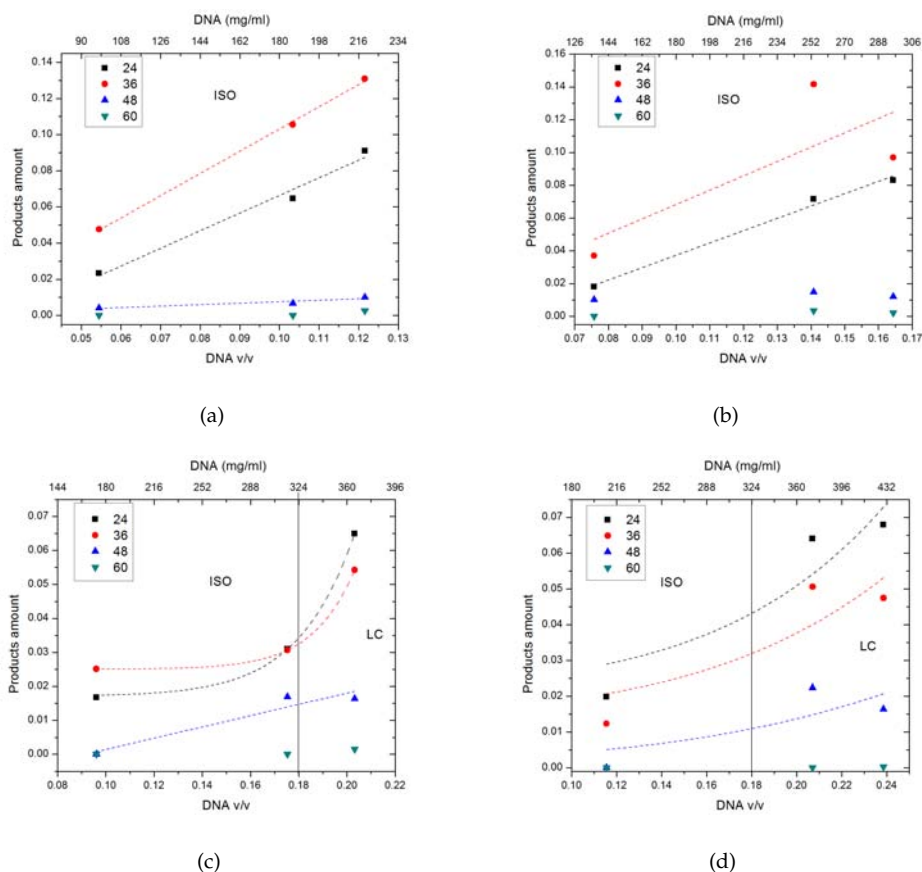 DNA (mg/ml)
90 108 126 144 162 180 198 216 234
0.14
0.12
0.10
0.08
0.06
0.04
0.02
0.00
Products amount
24
36
48
60
ISO
0.05 0.06 0.07 0.08 0.09 0.10 0.11 0.12 0.13
DNA v/v
(a)
DNA (mg/ml)
126 144 162 180 198 216 234 252 270 288 306
0.16
0.14
0.12
0.10
0.08
0.06
0.04
0.02
0.00
Products amount
24
36
48
60
ISO
0.07 0.08 0.09 0.10 0.11 0.12 0.13 0.14 0.15 0.16 0.17
DNA v/v
(b)
DNA (mg/ml)
144 180 216 252 288 324 360 396
0.07
0.06
0.05
0.04
0.03
0.02
0.01
0.00
Products amount
24
36
48
60
ISO
LC
0.08 0.10 0.12 0.14 0.16 0.18 0.20 0.22
DNA v/v
(c)
DNA (mg/ml)
180 216 252 288 324 360 396 432
0.07
0.06
0.05
0.04
0.03
0.02
0.01
0.00
Products amount
24
36
48
60
ISO
LC
0.10 0.12 0.14 0.16 0.18 0.20 0.22 0.24
DNA v/v
(d)